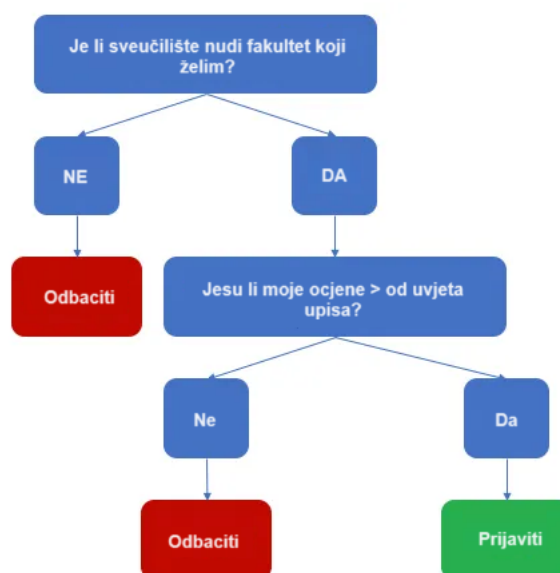 Je li sveučilište nudi fakultet koji
želim?
NE
DA
Odbaciti
Jesu li moje ocjene > od uvjeta
upisa?
Ne
Da
Odbaciti
Prijaviti